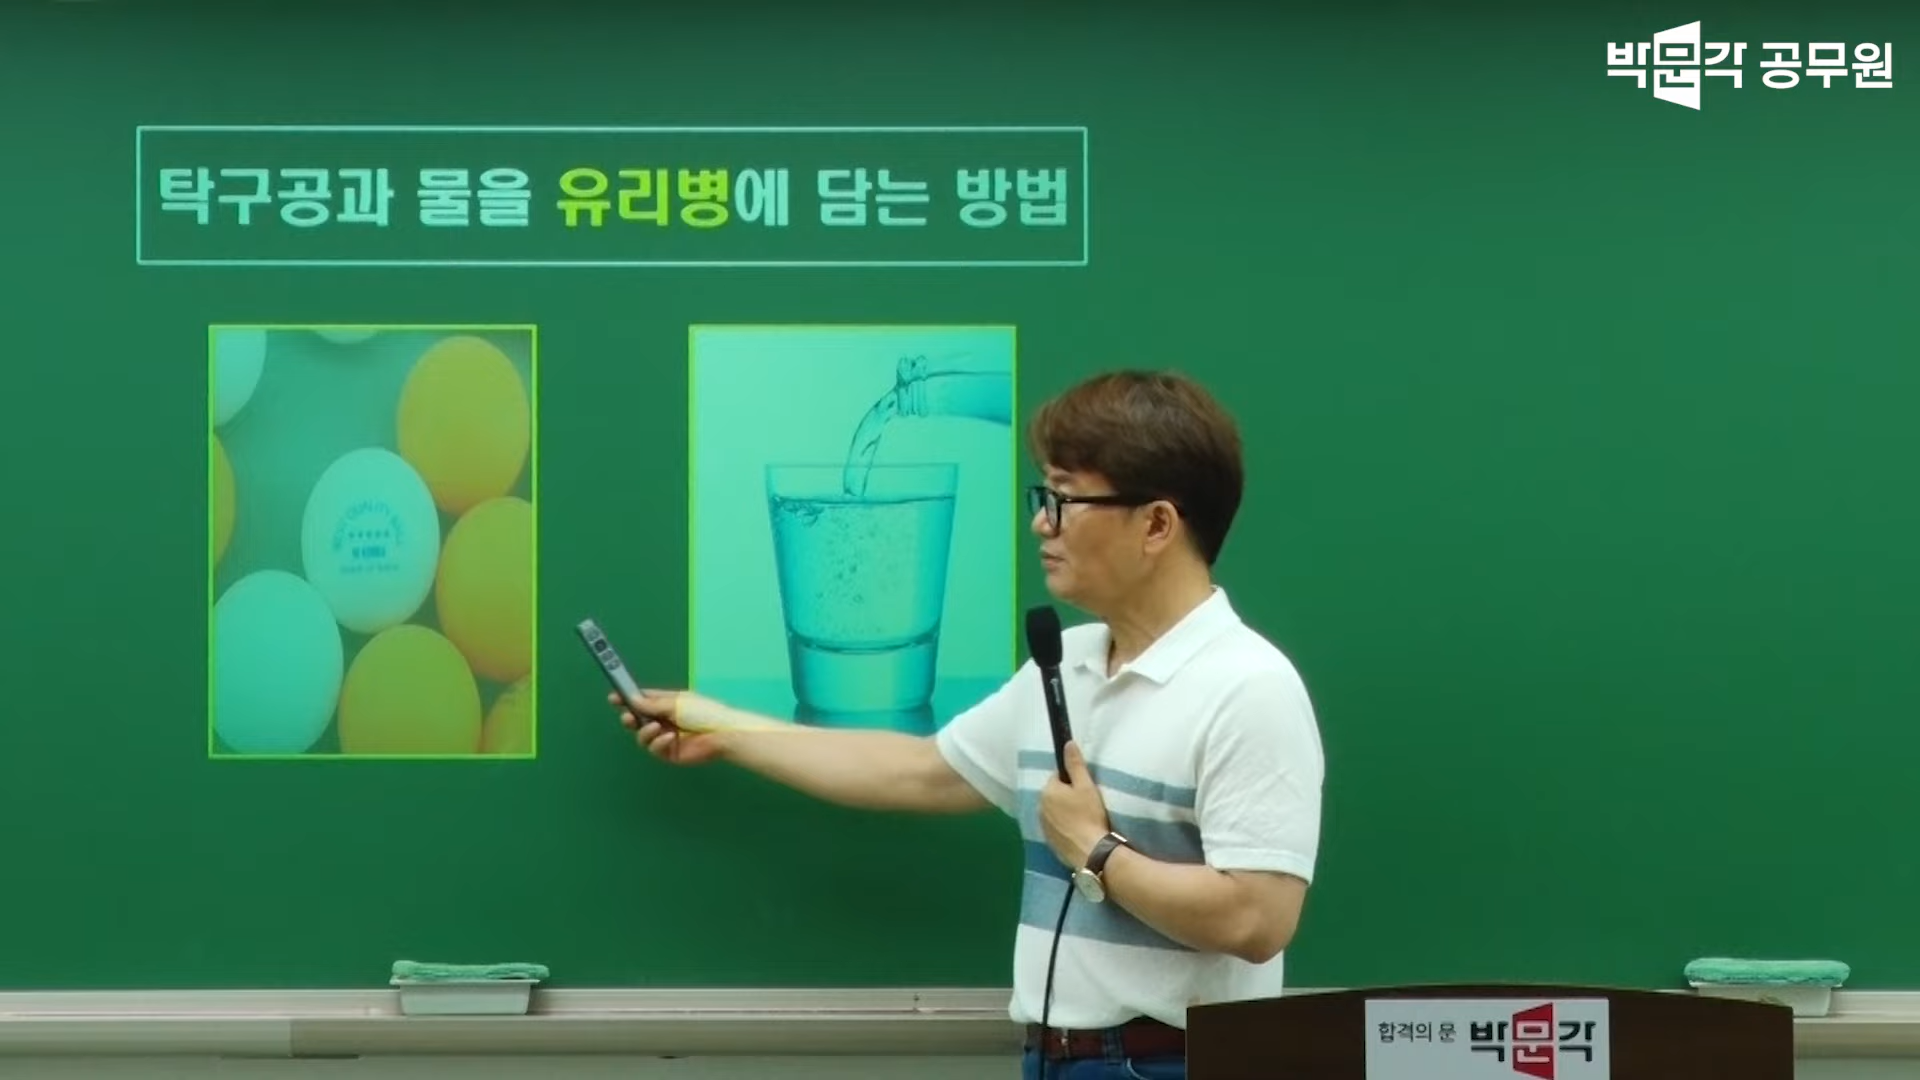 박문각 공무원
탁구공과 물을 유리병에 담는 방법
합격의 문 박문각